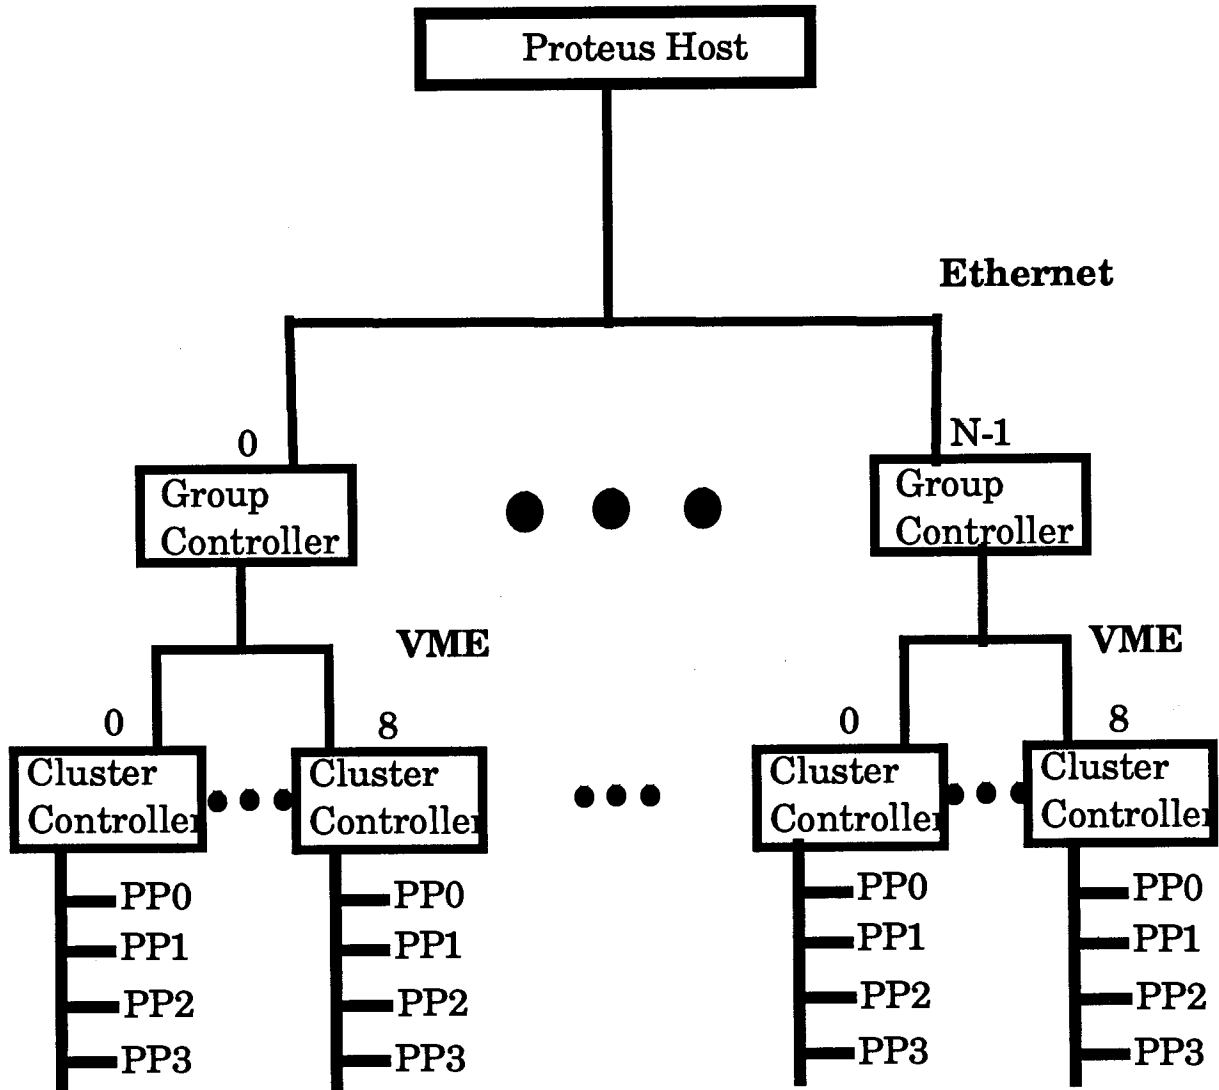 Proteus Host
Ethernet
0
N-1
Group
Controller
Group
Controller
VME
VME
0
8
0
8
Cluster
Controller
Cluster
Controller
Cluster
Controller
Cluster
Controller
PP0
PP0
PP0
PP0
PP1
PP1
PP1
PP1
PP2
PP2
PP2
PP2
PP3
PP3
PP3
PP3